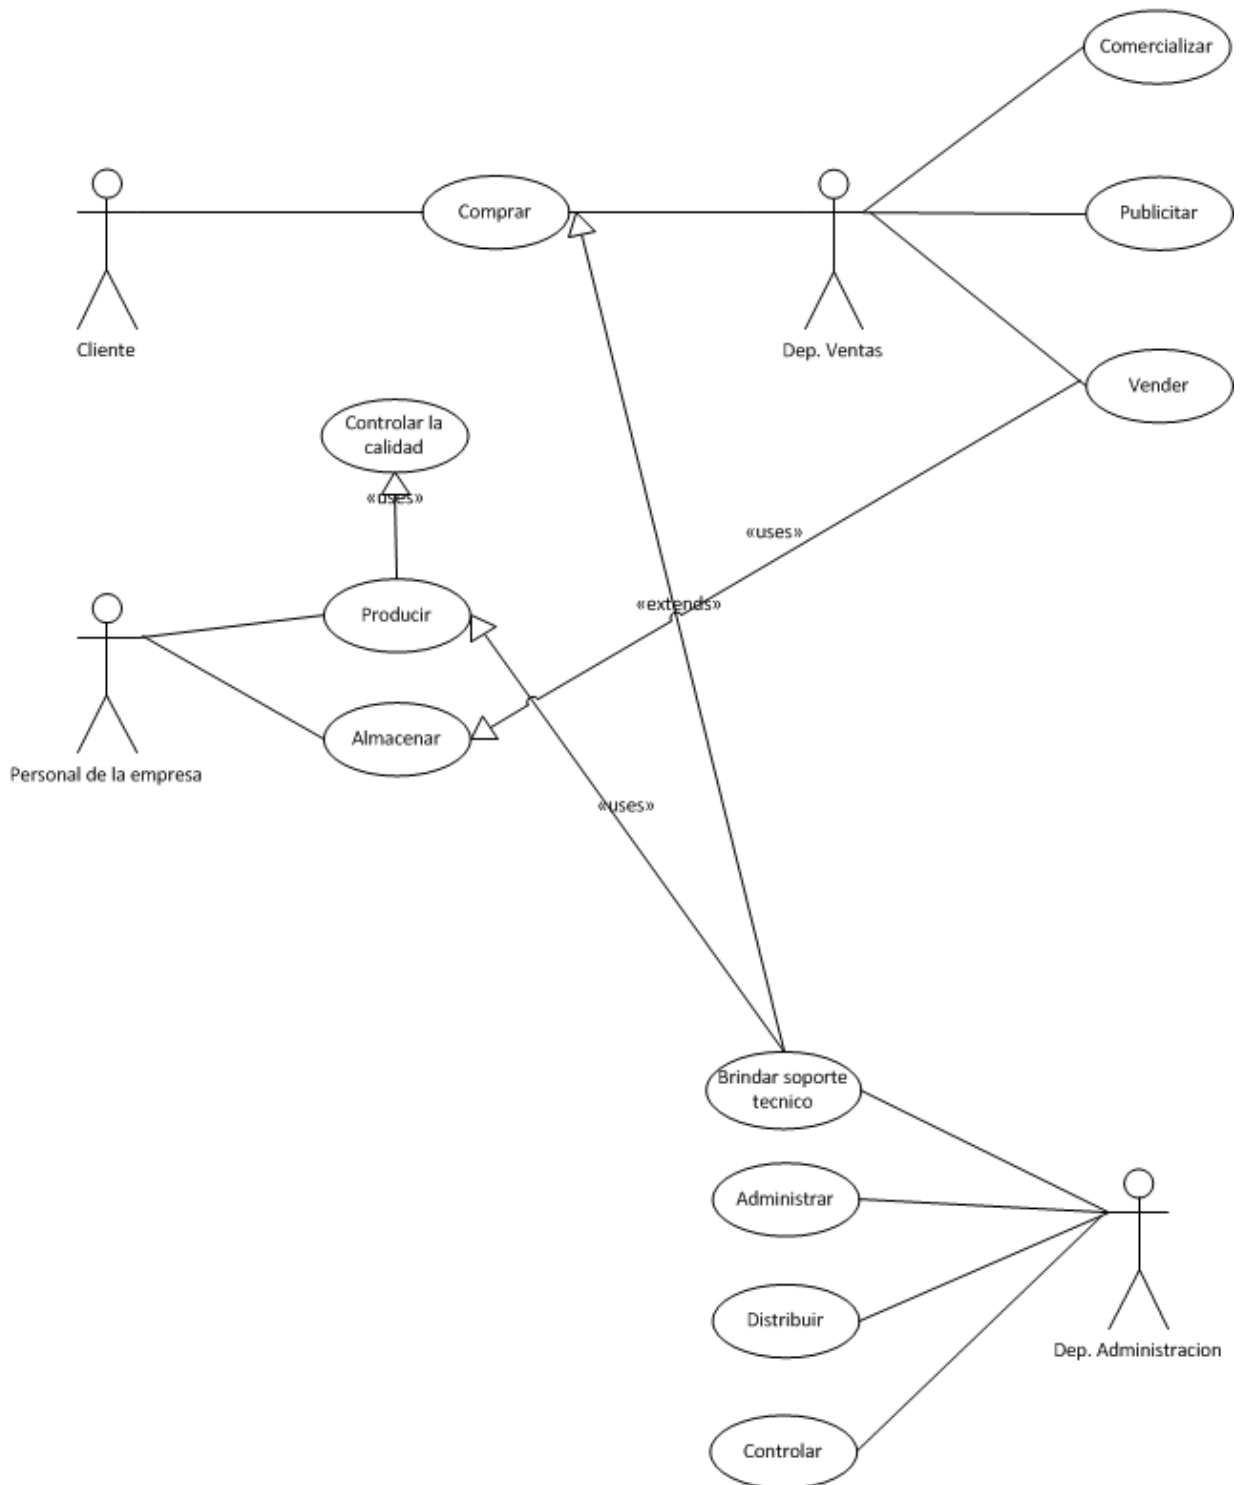 Comercializar
Comprar
Publicitar
Cliente
Dep. Ventas
Vender
Controlar la
calidad
«uses»
«uses»
«extends»
Producir
Almacenar
Personal de la empresa
«uses»
Brindar soporte
tecnico
Administrar
Distribuir
Dep. Administracion
Controlar